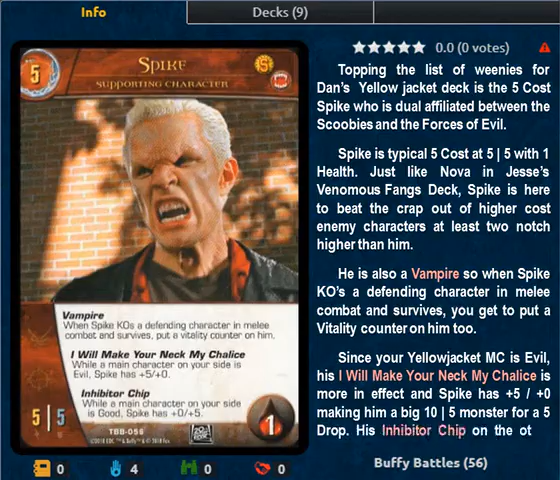 Info
Decks (9)
5
SPIKE
SUPPORTING CHARACTER
S
Vampire
When Spike KOs a defending character in melee
combat and survives, put a vitality counter on him.
I Will Make Your Neck My Chalice
While a main character on your side is
Evil, Spike has +5/+0.
Inhibitor Chip
While a main character on your side
is Good, Spike has +0/+5.
5 | 5
TBB-056
1
0.0 (0 votes)
Topping the list of weenies for
Dan's Yellow jacket deck is the 5 Cost
Spike who is dual affiliated between the
Scoobies and the Forces of Evil.
Spike is typical 5 Cost at 5 | 5 with 1
Health. Just like Nova in Jesse's
Venomous Fangs Deck, Spike is here
to beat the crap out of higher cost
enemy characters at least two notch
higher than him.
He is also a Vampire so when Spike
KO's a defending character in melee
combat and survives, you get to put a
Vitality counter on him too.
Since your Yellowjacket MC is Evil,
his I Will Make Your Neck My Chalice is
more in effect and Spike has +5 / +0
making him a big 10 | 5 monster for a 5
Drop. His Inhibitor Chip on the ot
0
4
0
0
Buffy Battles (56)